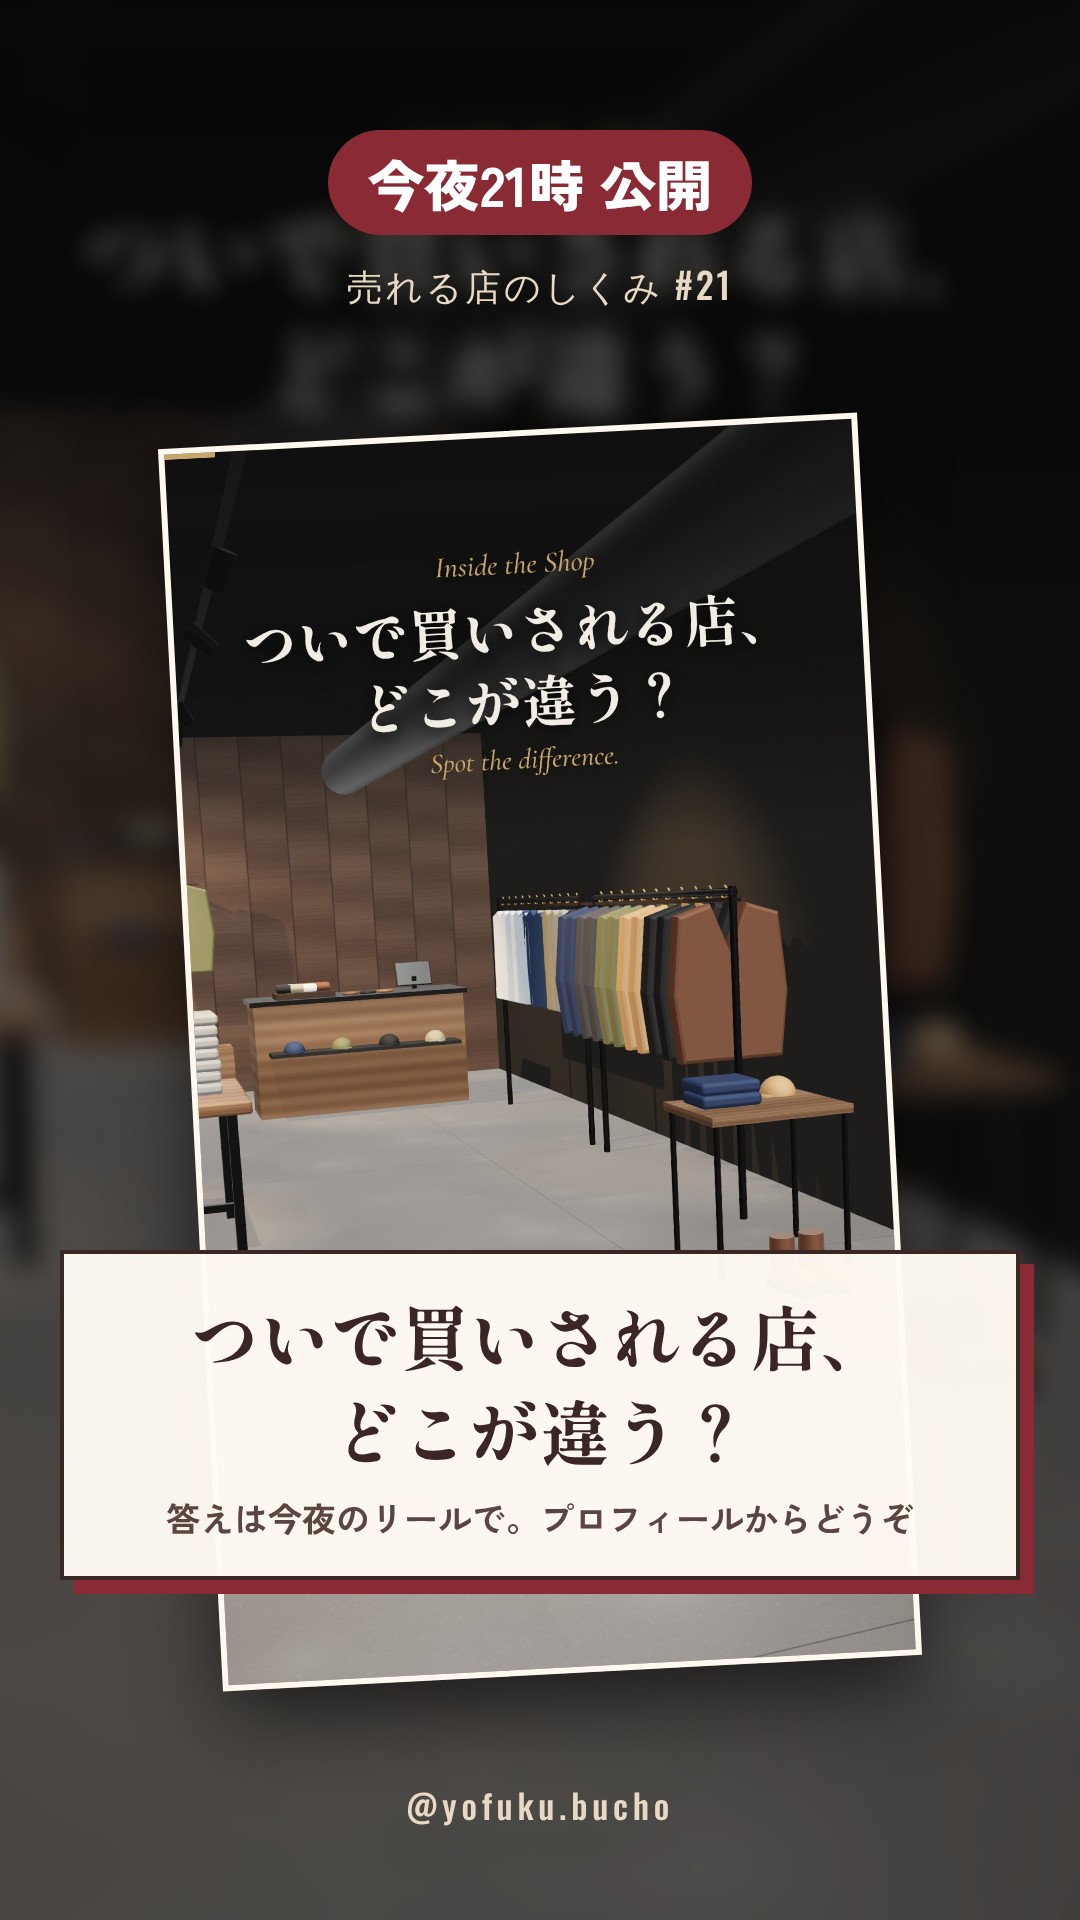 今夜21時 公開
売れる店のしくみ #21
Inside the Shop
ついで買いされる店、
どこが違う？
Spot the difference.
ついで買いされる店、
どこが違う？
答えは今夜のリールで。プロフィールからどうぞ
@yofuku.bucho